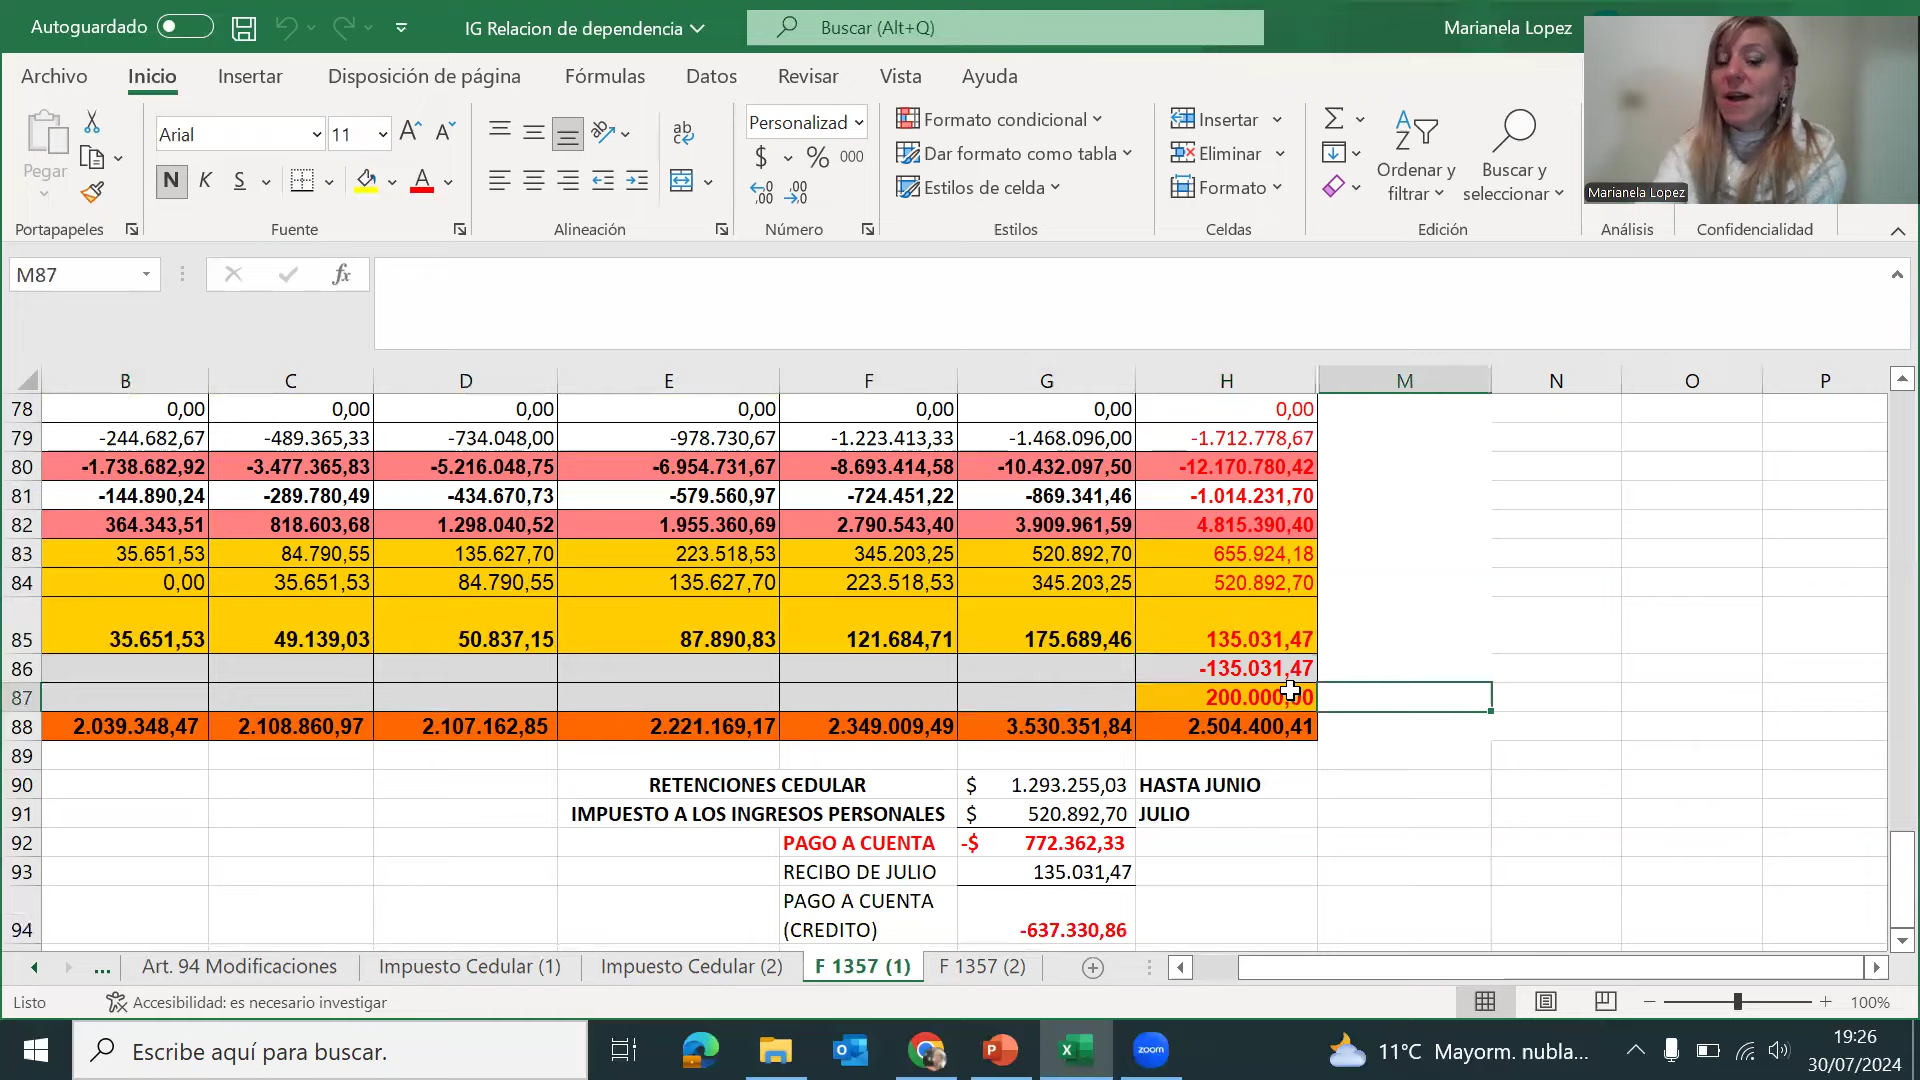 Autoguardado
IG Relacion de dependencia
Buscar (Alt+Q)
Marianela Lopez
Archivo Inicio Insertar Disposición de página Fórmulas Datos Revisar Vista Ayuda
Pegar
Arial 11
N K S
Personalizad
$ % 000
Formato condicional
Dar formato como tabla
Estilos de celda
Insertar
Eliminar
Formato
Ordenar y filtrar
Buscar y seleccionar
Marianela Lopez
Portapapeles Fuente Alineación Número Estilos Celdas Edición Análisis Confidencialidad
M87 fx
B C D E F G H M N O P
78 0,00 0,00 0,00 0,00 0,00 0,00 0,00
79 -244.682,67 -489.365,33 -734.048,00 -978.730,67 -1.223.413,33 -1.468.096,00 -1.712.778,67
80 -1.738.682,92 -3.477.365,83 -5.216.048,75 -6.954.731,67 -8.693.414,58 -10.432.097,50 -12.170.780,42
81 -144.890,24 -289.780,49 -434.670,73 -579.560,97 -724.451,22 -869.341,46 -1.014.231,70
82 364.343,51 818.603,68 1.298.040,52 1.955.360,69 2.790.543,40 3.909.961,59 4.815.390,40
83 35.651,53 84.790,55 135.627,70 223.518,53 345.203,25 520.892,70 655.924,18
84 0,00 35.651,53 84.790,55 135.627,70 223.518,53 345.203,25 520.892,70
85 35.651,53 49.139,03 50.837,15 87.890,83 121.684,71 175.689,46 135.031,47
86 -135.031,47
87 200.000,00
88 2.039.348,47 2.108.860,97 2.107.162,85 2.221.169,17 2.349.009,49 3.530.351,84 2.504.400,41
89
90 RETENCIONES CEDULAR $ 1.293.255,03 HASTA JUNIO
91 IMPUESTO A LOS INGRESOS PERSONALES $ 520.892,70 JULIO
92 PAGO A CUENTA -$ 772.362,33
93 RECIBO DE JULIO 135.031,47
PAGO A CUENTA
94 (CREDITO) -637.330,86
... Art. 94 Modificaciones Impuesto Cedular (1) Impuesto Cedular (2) F 1357 (1) F 1357 (2)
Listo Accesibilidad: es necesario investigar 100%
Escribe aquí para buscar.
zoom
11°C Mayorm. nubla...
19:26
30/07/2024